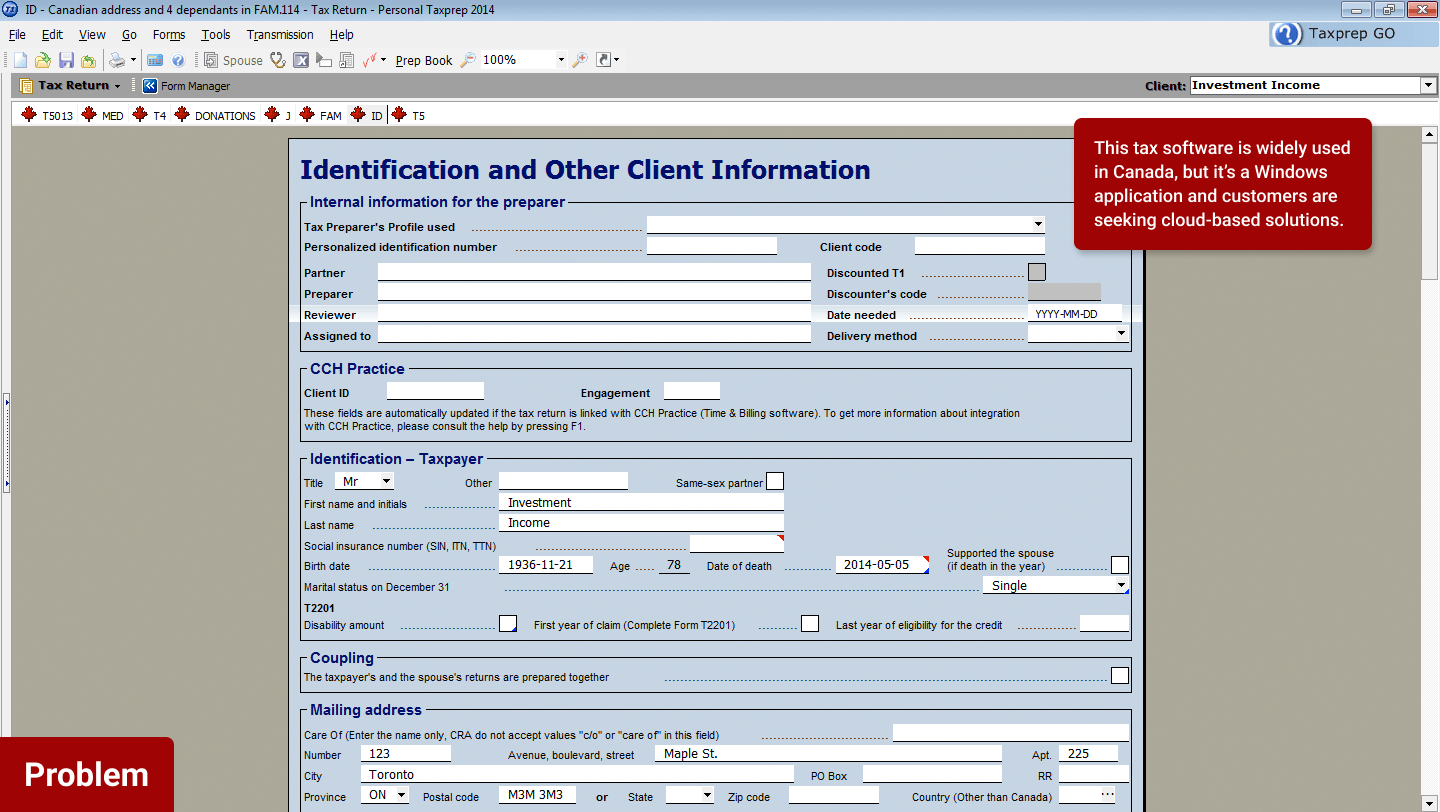 ID - Canadian address and 4 dependants in FAM.114 - Tax Return - Personal Taxprep 2014
File Edit View Go Forms Tools Transmission Help
Taxprep GO
Spouse Prep Book 100%
Tax Return Form Manager Client: Investment Income
T5013 MED T4 DONATIONS J FAM ID T5
This tax software is widely used
in Canada, but it’s a Windows
application and customers are
seeking cloud-based solutions.
Identification and Other Client Information
Internal information for the preparer
Tax Preparer's Profile used
Personalized identification number Client code
Partner Discounted T1
Preparer Discounter's code
Reviewer Date needed YYYY-MM-DD
Assigned to Delivery method
CCH Practice
Client ID Engagement
These fields are automatically updated if the tax return is linked with CCH Practice (Time & Billing software). To get more information about integration
with CCH Practice, please consult the help by pressing F1.
Identification – Taxpayer
Title Mr Other Same-sex partner
First name and initials Investment
Last name Income
Social insurance number (SIN, ITN, TTN)
Birth date 1936-11-21 Age 78 Date of death 2014-05-05 Supported the spouse
(if death in the year)
Marital status on December 31 Single
T2201
Disability amount First year of claim (Complete Form T2201) Last year of eligibility for the credit
Coupling
The taxpayer's and the spouse's returns are prepared together
Mailing address
Care Of (Enter the name only, CRA do not accept values "c/o" or "care of" in this field)
Number 123 Avenue, boulevard, street Maple St. Apt. 225
City Toronto PO Box RR
Province ON Postal code M3M 3M3 or State Zip code Country (Other than Canada) ...
Problem